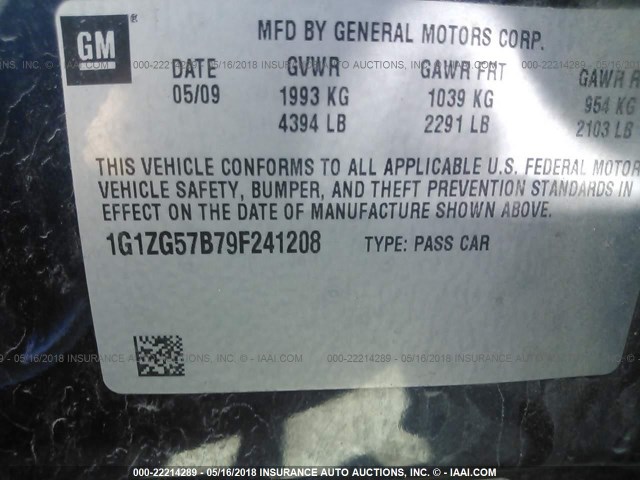 GM
MFD BY GENERAL MOTORS CORP.
DATE GVWR GAWR FRT GAWR R
05/09 1993 KG 1039 KG 954 KG
4394 LB 2291 LB 2103 LB
THIS VEHICLE CONFORMS TO ALL APPLICABLE U.S. FEDERAL MOTOR
VEHICLE SAFETY, BUMPER, AND THEFT PREVENTION STANDARDS IN
EFFECT ON THE DATE OF MANUFACTURE SHOWN ABOVE.
1G1ZG57B79F241208 TYPE: PASS CAR
000-22214289 - 05/16/2018 INSURANCE AUTO AUCTIONS, INC. - © IAAI.COM